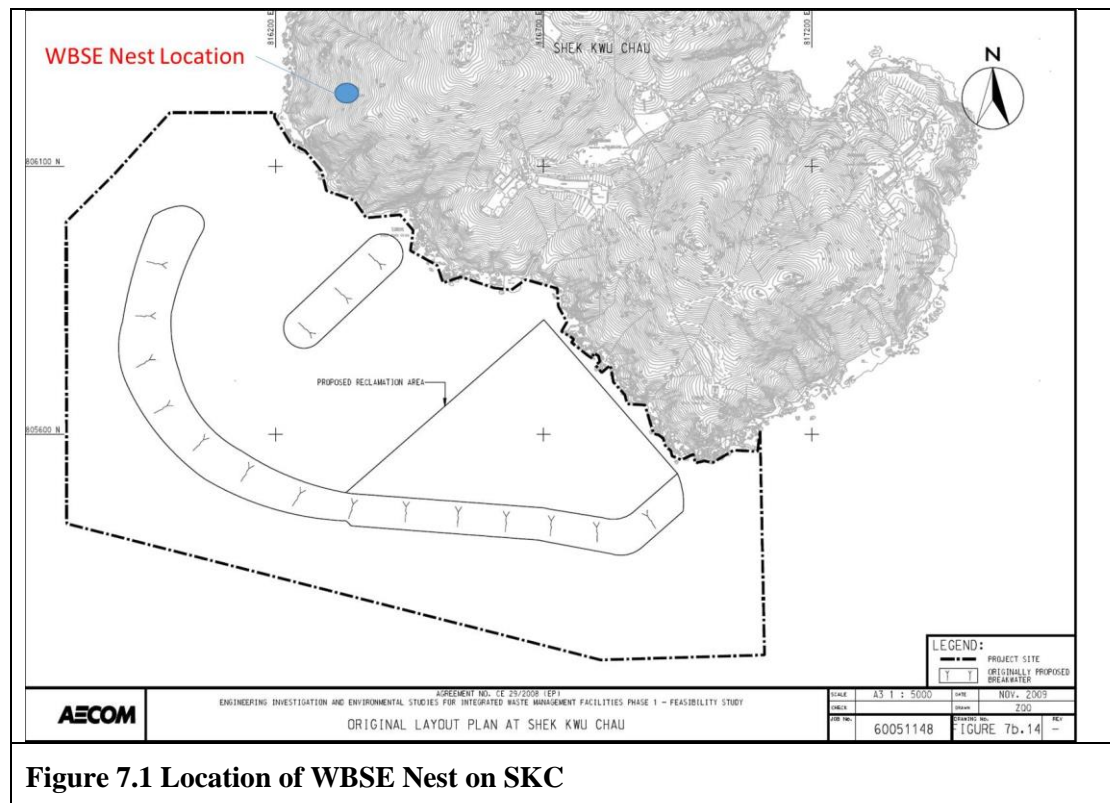 816200 E
816700 E
817200 E
SHEK KWU CHAU
WBSE Nest Location
N
806100 N
PROPOSED RECLAMATION AREA
805600 N
LEGEND:
PROJECT SITE
ORIGINALLY PROPOSED
BREAKWATER
AECOM
AGREEMENT NO. CE 29/2008 (EP)
ENGINEERING INVESTIGATION AND ENVIRONMENTAL STUDIES FOR INTEGRATED WASTE MANAGEMENT FACILITIES PHASE 1 - FEASIBILITY STUDY
ORIGINAL LAYOUT PLAN AT SHEK KWU CHAU
SCALE A3 1 : 5000 DATE NOV. 2009
CHECK DRAWN ZQQ
JOB No. 60051148 DRAWING No. FIGURE 7b.14 REV -
Figure 7.1 Location of WBSE Nest on SKC